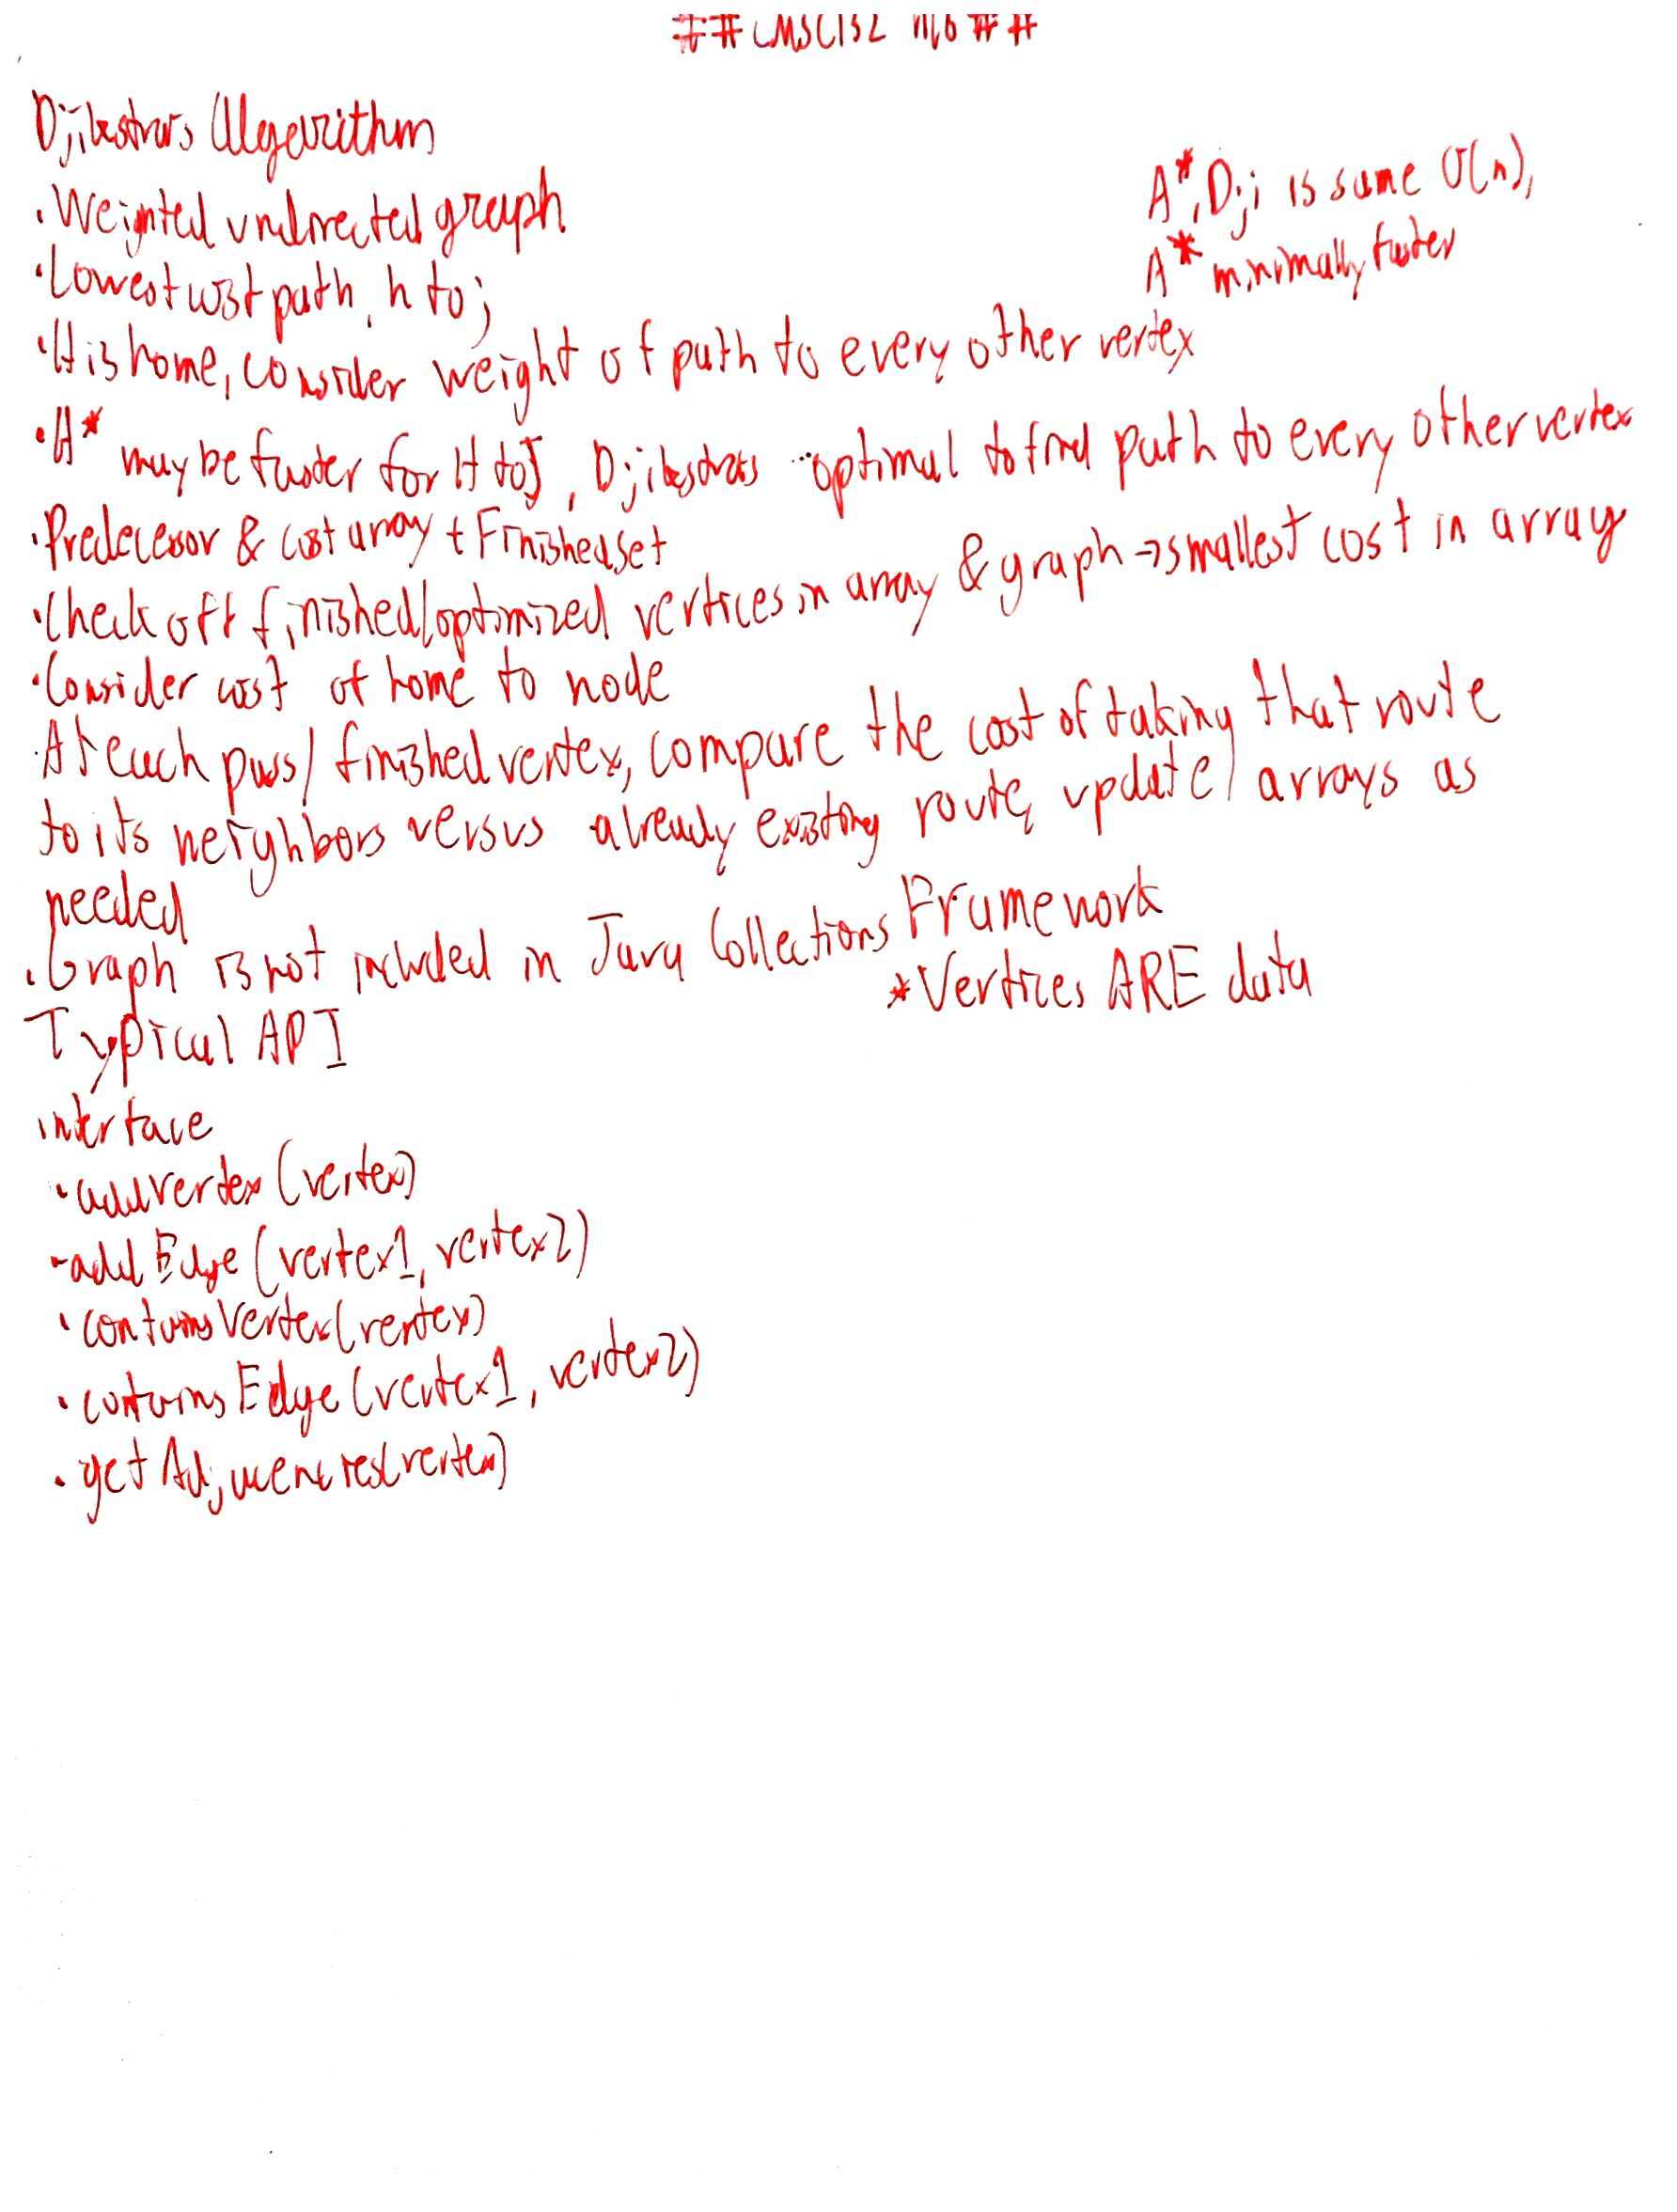 ##CMSC132 11/6##
Djikstras Algorithm
A*, Dji is same O(n),
A* minimally faster
• Weighted undirected graph
• Lowest cost path, h to j
• H is home, consider weight of path to every other vertex
• A* may be faster for H to J, Djikstras optimal to find path to every other vertex
• Predecessor & cost array + Finished set
• Check off finished/optimized vertices in array & graph → smallest cost in array
• Consider cost of home to node
• At each pass/finished vertex, compare the cost of taking that route
to its neighbors versus already existing route, update arrays as
needed
• Graph is not included in Java Collections Framework
*Vertices ARE data
Typical API
interface
• addVertex(vertex)
- addEdge(vertex1, vertex2)
• containsVertex(vertex)
• containsEdge(vertex1, vertex2)
• getAdjacencies(vertex)